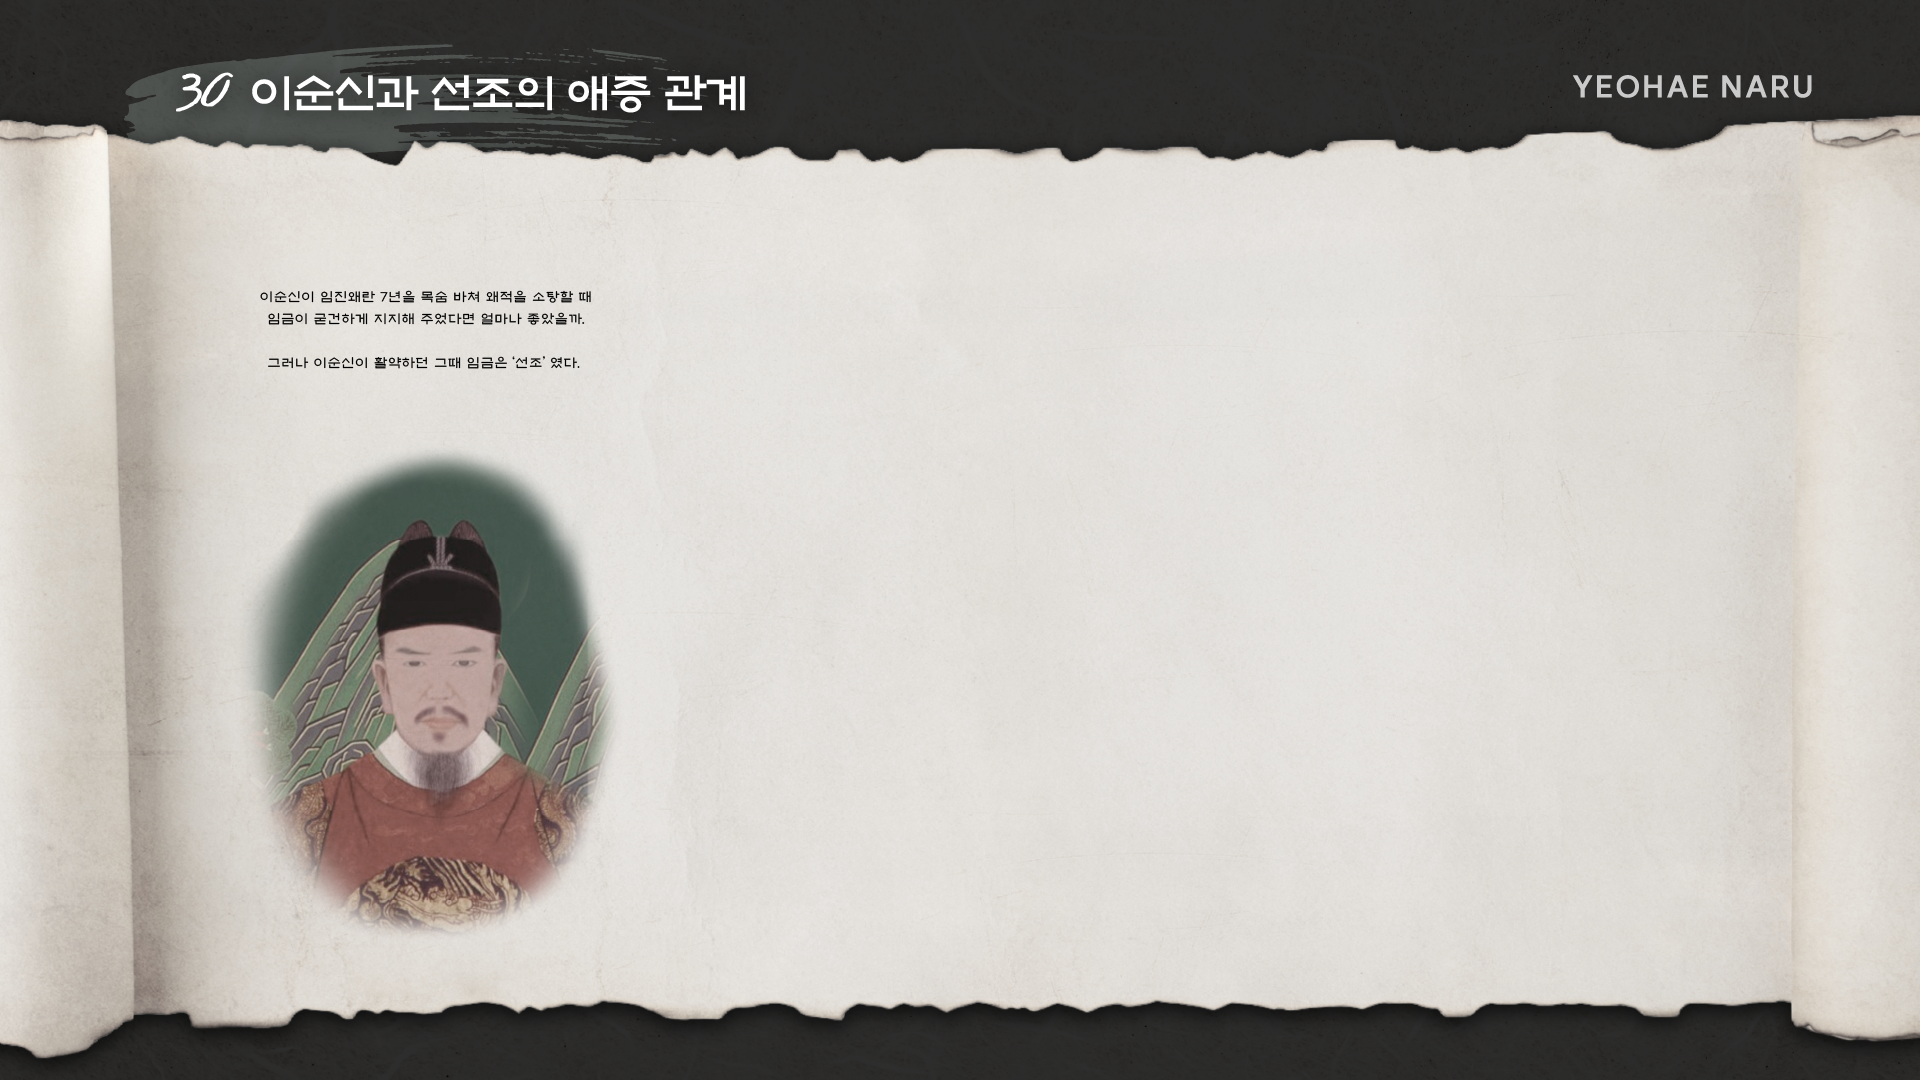 30 이순신과 선조의 애증 관계
YEOHAE NARU
이순신이 임진왜란 7년을 목숨 바쳐 왜적을 소탕할 때
임금이 굳건하게 지지해 주었다면 얼마나 좋았을까.
그러나 이순신이 활약하던 그때 임금은 ‘선조’ 였다.